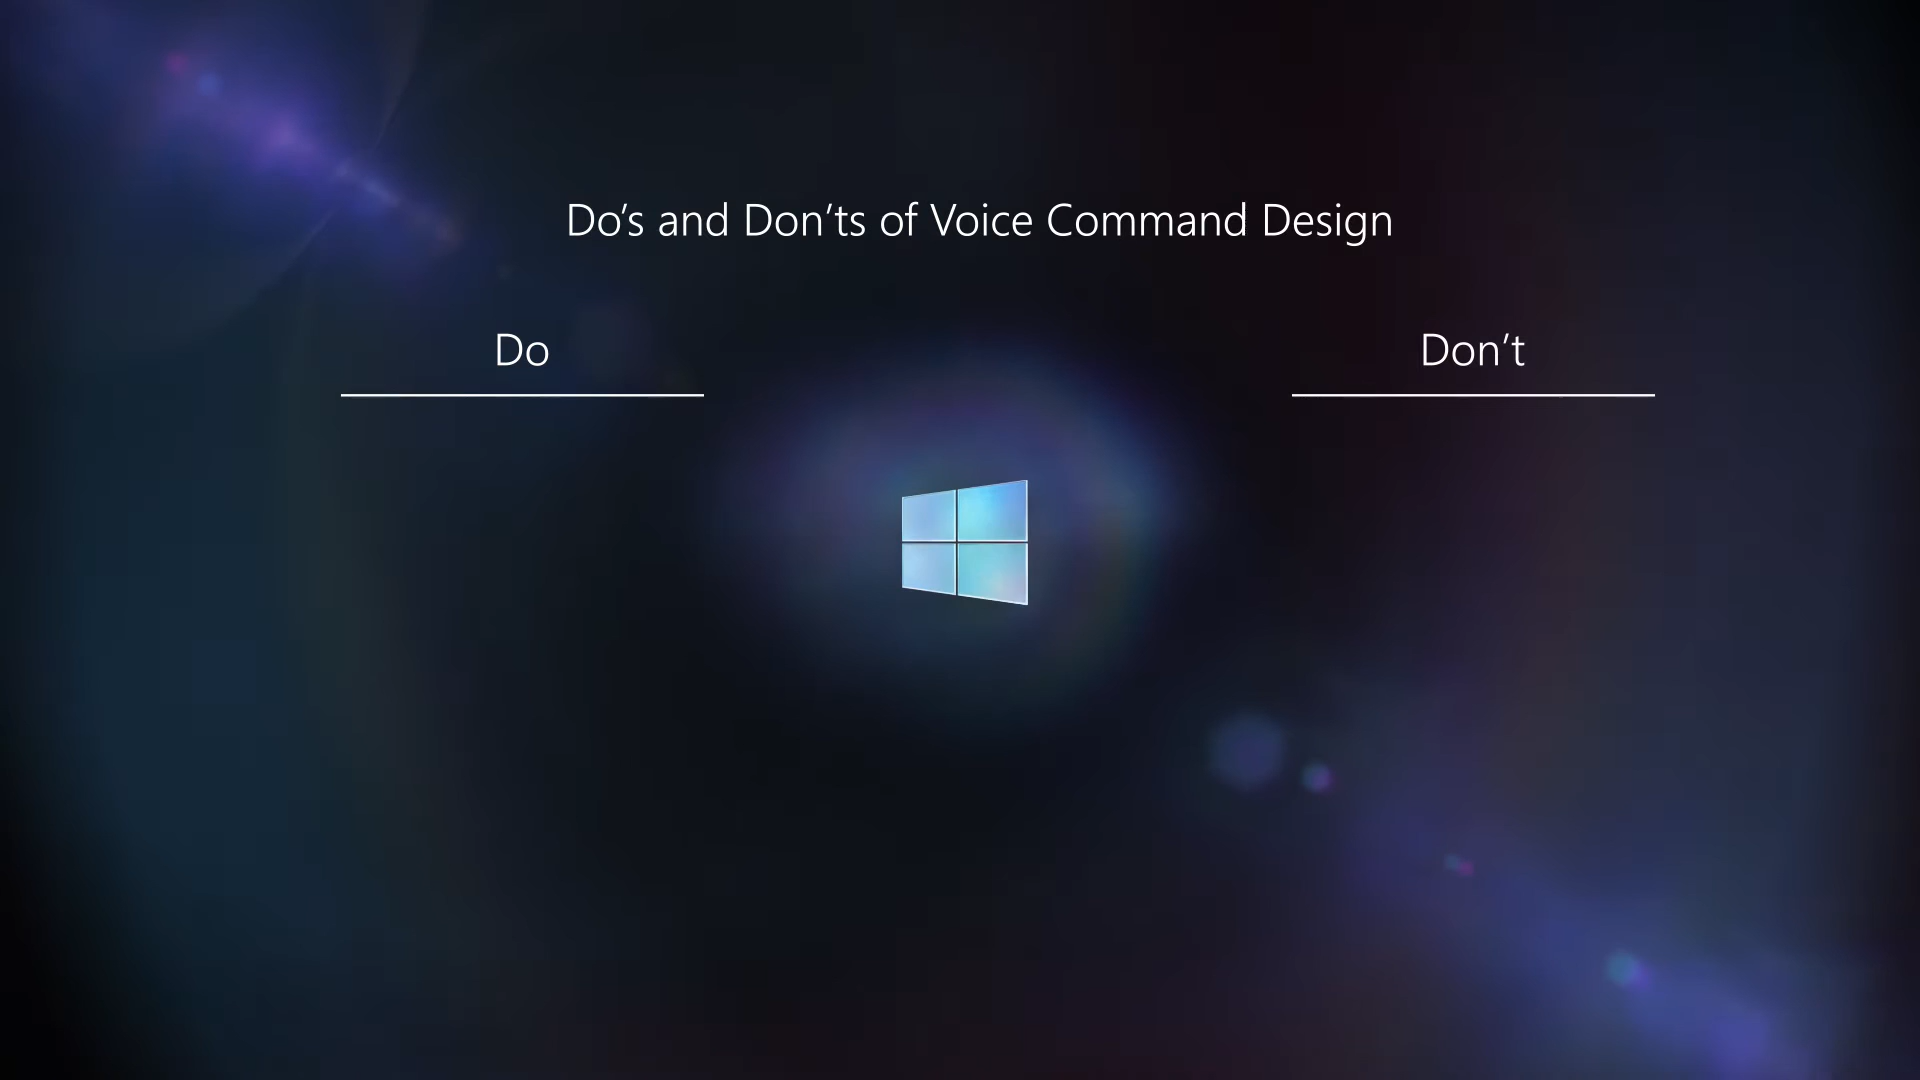 Do’s and Don’ts of Voice Command Design
Do
Don’t